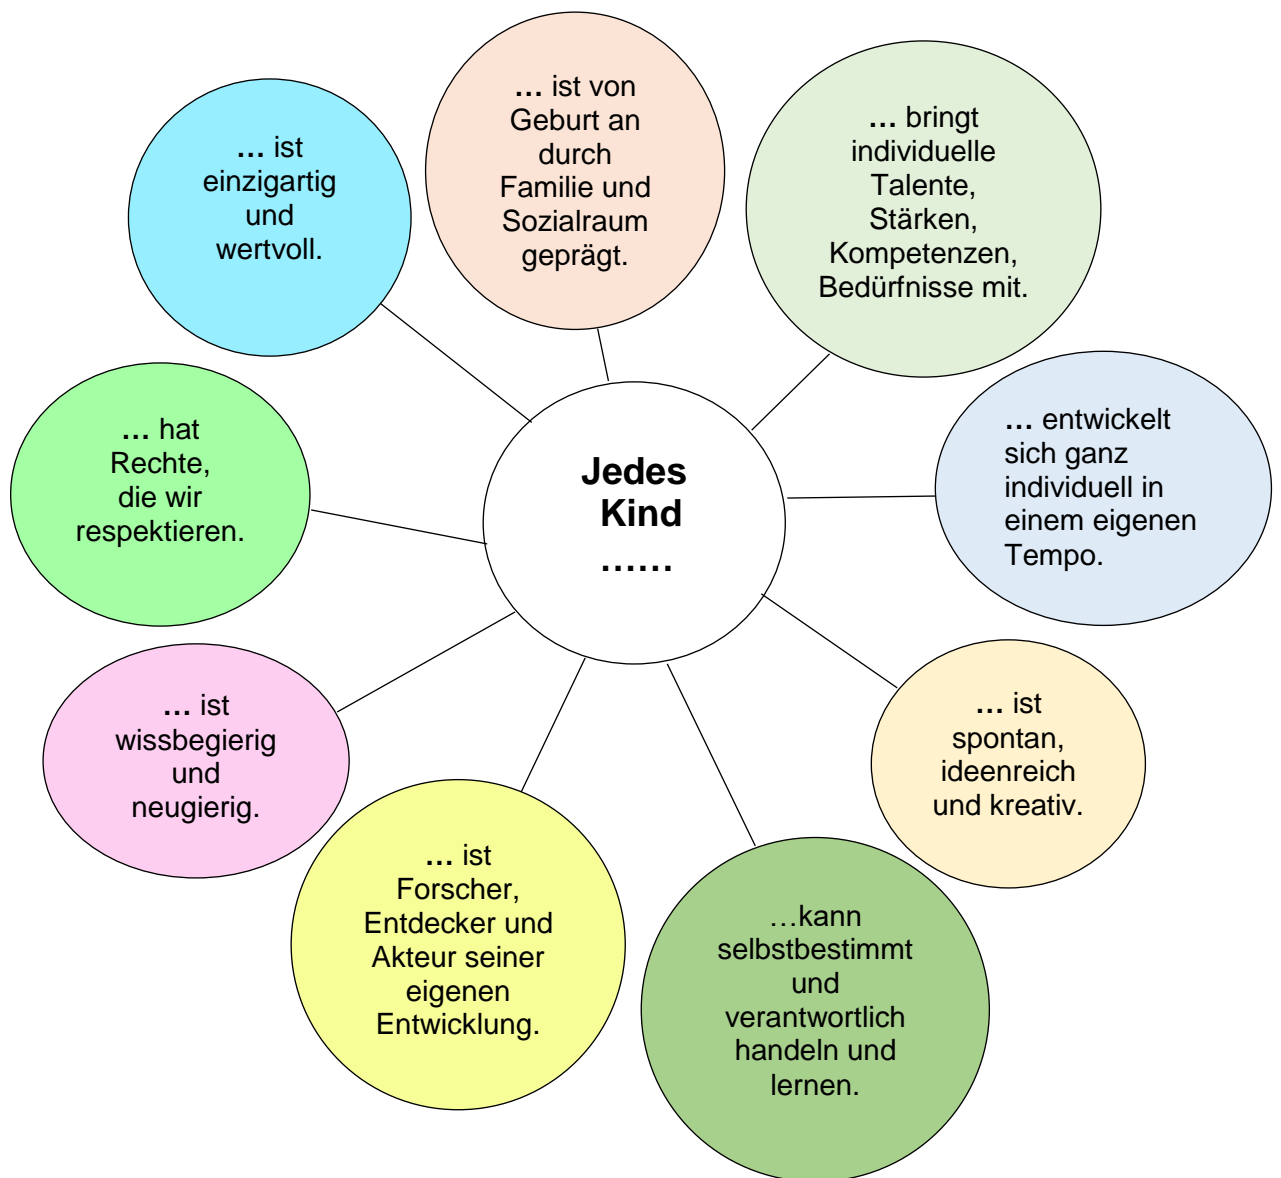 Jedes
Kind
……
… ist
einzigartig
und
wertvoll.
… ist von
Geburt an
durch
Familie und
Sozialraum
geprägt.
… bringt
individuelle
Talente,
Stärken,
Kompetenzen,
Bedürfnisse mit.
… entwickelt
sich ganz
individuell in
einem eigenen
Tempo.
… ist
spontan,
ideenreich
und kreativ.
…kann
selbstbestimmt
und
verantwortlich
handeln und
lernen.
… ist
Forscher,
Entdecker und
Akteur seiner
eigenen
Entwicklung.
… ist
wissbegierig
und
neugierig.
… hat
Rechte,
die wir
respektieren.